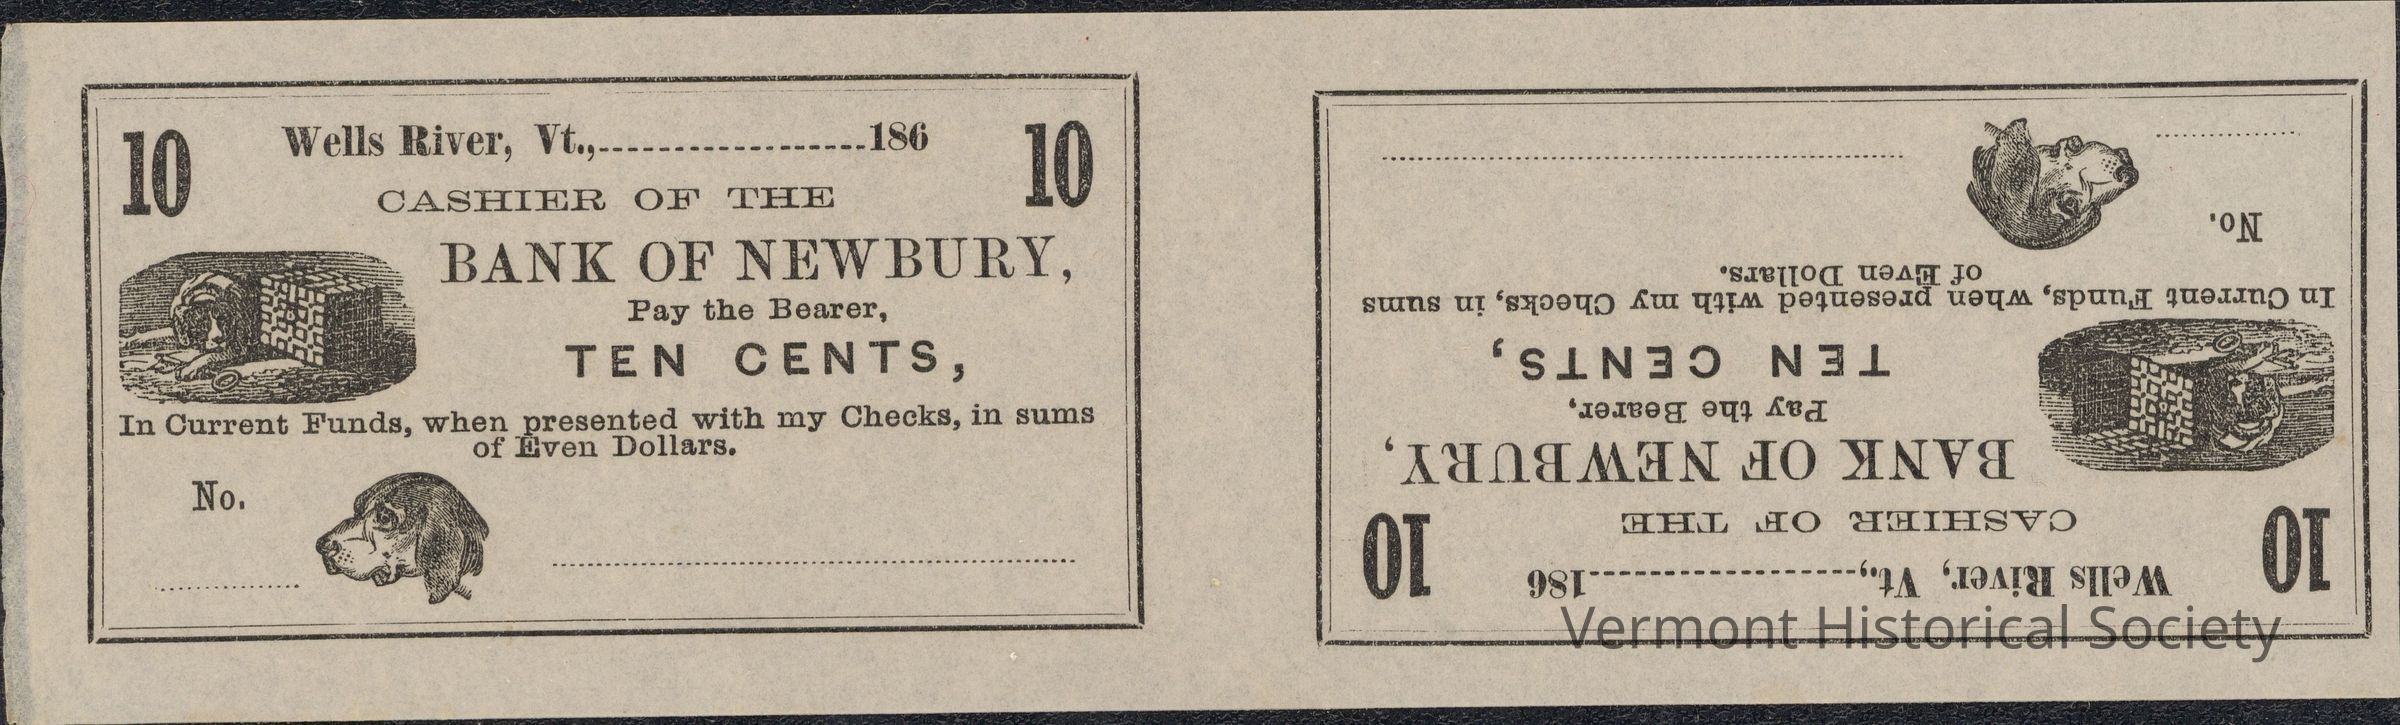 10 Wells River, Vt.,------------------186 10
CASHIER OF THE
BANK OF NEWBURY,
Pay the Bearer,
TEN CENTS,
In Current Funds, when presented with my Checks, in sums
of Even Dollars.
No.
10 Wells River, Vt.,------------------186 10
CASHIER OF THE
BANK OF NEWBURY,
Pay the Bearer,
TEN CENTS,
In Current Funds, when presented with my Checks, in sums
of Even Dollars.
No.
Vermont Historical Society